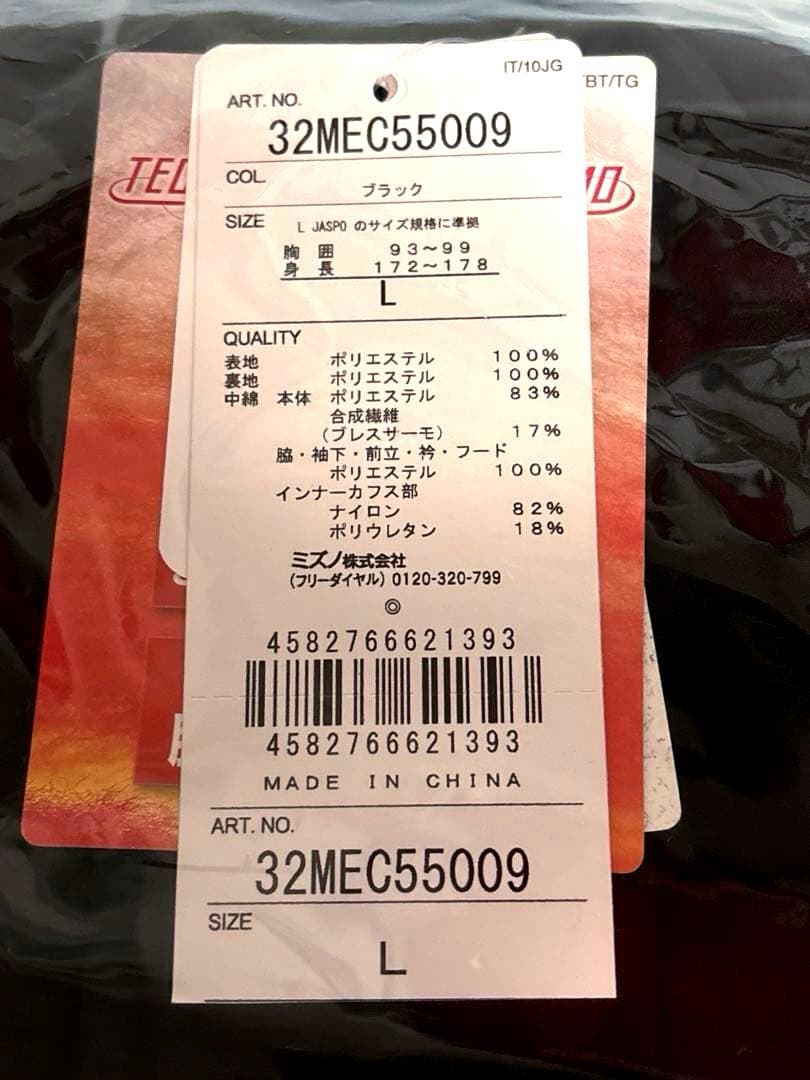 IT/10JG
/BT/TG
ART. NO.
32MEC55009
COL.
ブラック
SIZE
L JASPO のサイズ規格に準拠
胸 囲 93～99
身 長 172～178
L
QUALITY
表地 ポリエステル 100%
裏地 ポリエステル 100%
中綿 本体 ポリエステル 83%
合成繊維
(ブレスサーモ) 17%
脇・袖下・前立・衿・フード
ポリエステル 100%
インナーカフス部
ナイロン 82%
ポリウレタン 18%
ミズノ株式会社
(フリーダイヤル) 0120-320-799
4582766621393
4582766621393
MADE IN CHINA
ART. NO.
32MEC55009
SIZE
L